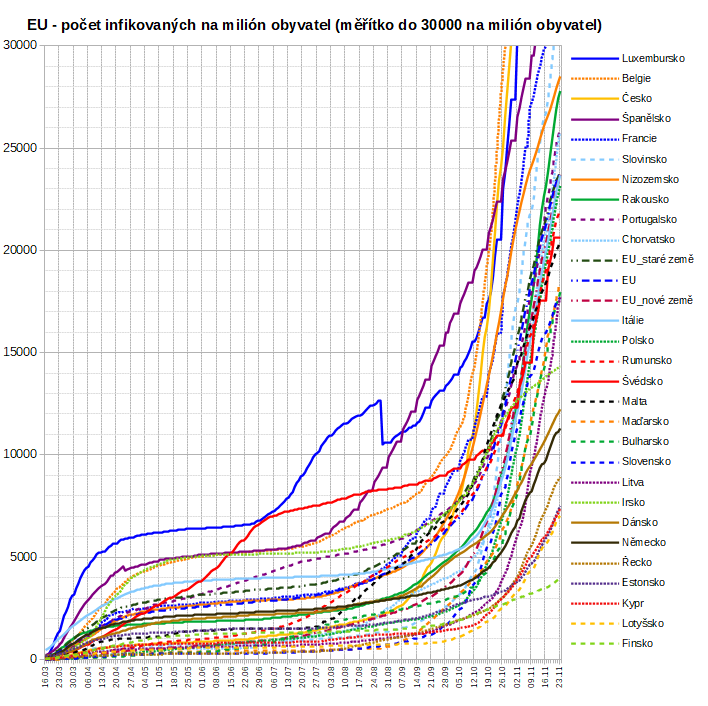 EU - počet infikovaných na milión obyvatel (měřítko do 30000 na milión obyvatel)
30000
25000
20000
15000
10000
5000
0
16.03
23.03
30.03
06.04
13.04
20.04
27.04
04.05
11.05
18.05
25.05
01.06
08.06
15.06
22.06
29.06
06.07
13.07
20.07
27.07
03.08
10.08
17.08
24.08
31.08
07.09
14.09
21.09
28.09
05.10
12.10
19.10
26.10
02.11
09.11
16.11
23.11
Luxembursko
Belgie
Česko
Španělsko
Francie
Slovinsko
Nizozemsko
Rakousko
Portugalsko
Chorvatsko
EU_staré země
EU
EU_nové země
Itálie
Polsko
Rumunsko
Švédsko
Malta
Maďarsko
Bulharsko
Slovensko
Litva
Irsko
Dánsko
Německo
Řecko
Estonsko
Kypr
Lotyšsko
Finsko